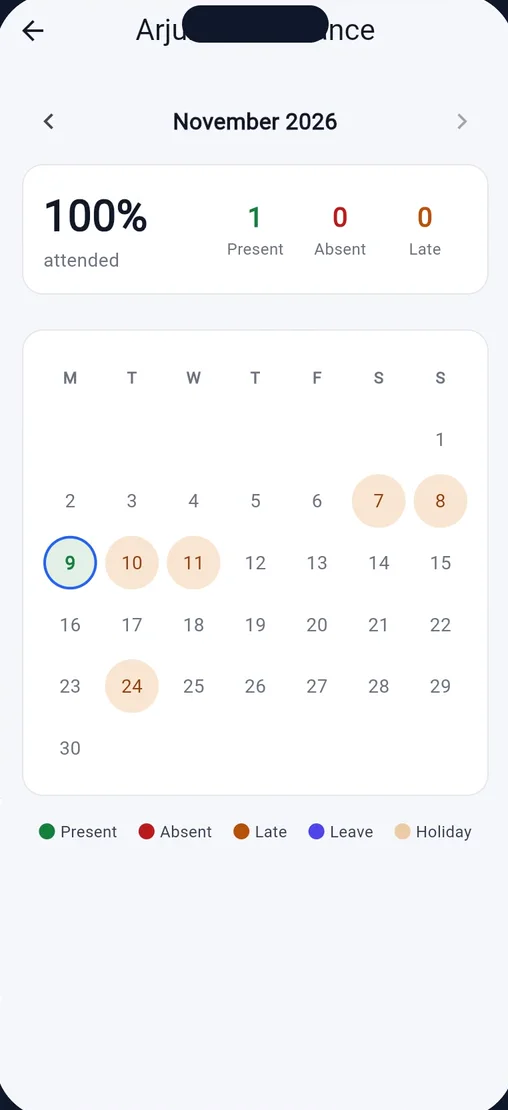 Arju nce
November 2026
100%
attended
1 0 0
Present Absent Late
M T W T F S S
1
2 3 4 5 6 7 8
9 10 11 12 13 14 15
16 17 18 19 20 21 22
23 24 25 26 27 28 29
30
Present Absent Late Leave Holiday